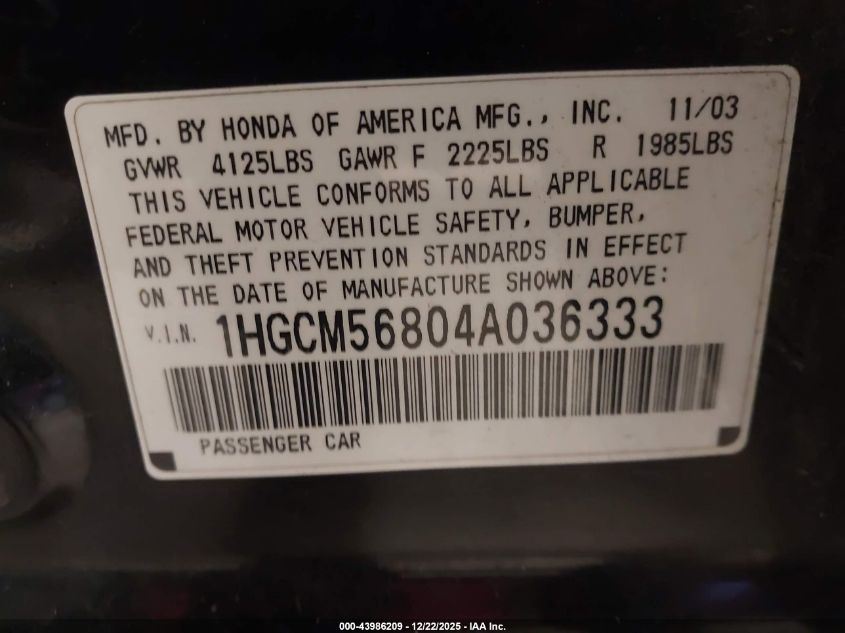 MFD. BY HONDA OF AMERICA MFG., INC. 11/03
GVWR 4125LBS GAWR F 2225LBS R 1985LBS
THIS VEHICLE CONFORMS TO ALL APPLICABLE
FEDERAL MOTOR VEHICLE SAFETY, BUMPER,
AND THEFT PREVENTION STANDARDS IN EFFECT
ON THE DATE OF MANUFACTURE SHOWN ABOVE:
V.I.N. 1HGCM56804A036333
PASSENGER CAR
000-43986209 - 12/22/2025 - IAA Inc.